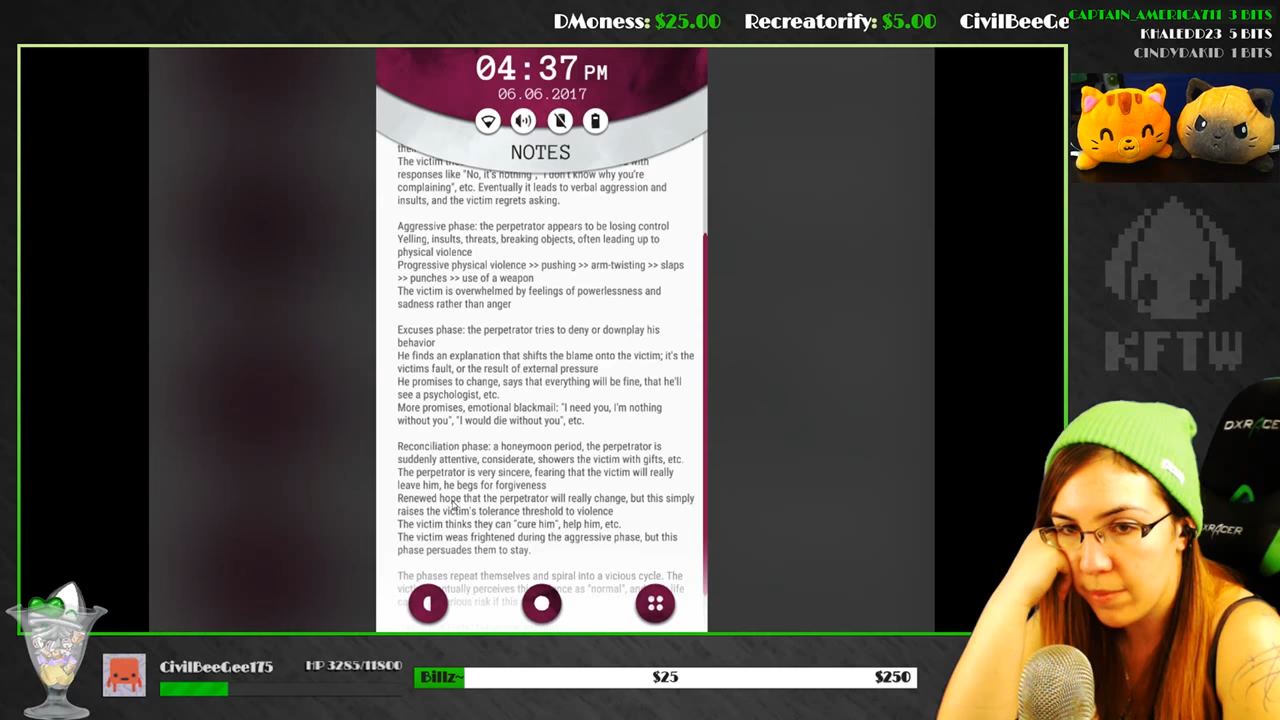 DMoness: $25.00 Recreatorify: $5.00 CivilBeeGe
CAPTAIN_AMERICA711 3 BITS
KHALEDD23 5 BITS
CINDYDAKID 1 BITS
04:37 PM
06.06.2017
NOTES
The victim with
responses like "No, it's nothing", "I don't know why you're
complaining", etc. Eventually it leads to verbal aggression and
insults, and the victim regrets asking.
Aggressive phase: the perpetrator appears to be losing control
Yelling, insults, threats, breaking objects, often leading up to
physical violence
Progressive physical violence >> pushing >> arm-twisting >> slaps
>> punches >> use of a weapon
The victim is overwhelmed by feelings of powerlessness and
sadness rather than anger
Excuses phase: the perpetrator tries to deny or downplay his
behavior
He finds an explanation that shifts the blame onto the victim; it's the
victims fault, or the result of external pressure
He promises to change, says that everything will be fine, that he'll
see a psychologist, etc.
More promises, emotional blackmail: "I need you, I'm nothing
without you", "I would die without you", etc.
Reconciliation phase: a honeymoon period, the perpetrator is
suddenly attentive, considerate, showers the victim with gifts, etc.
The perpetrator is very sincere, fearing that the victim will really
leave him, he begs for forgiveness
Renewed hope that the perpetrator will really change, but this simply
raises the victim's tolerance threshold to violence
The victim thinks they can "cure him", help him, etc.
The victim weas frightened during the aggressive phase, but this
phase persuades them to stay.
The phases repeat themselves and spiral into a vicious cycle. The
KFTW
DXRACER
XRACER
CivilBeeGee175 HP 3285/11800
Billz~ $25 $250